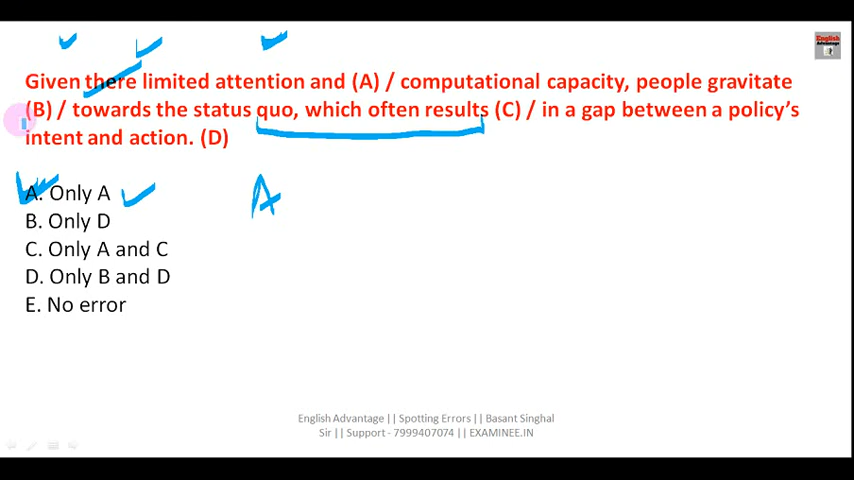 English
Advantage
Given there limited attention and (A) / computational capacity, people gravitate
(B) / towards the status quo, which often results (C) / in a gap between a policy's
intent and action. (D)
A. Only A
A
B. Only D
C. Only A and C
D. Only B and D
E. No error
English Advantage || Spotting Errors || Basant Singhal
Sir || Support - 7999407074 || EXAMINEE.IN